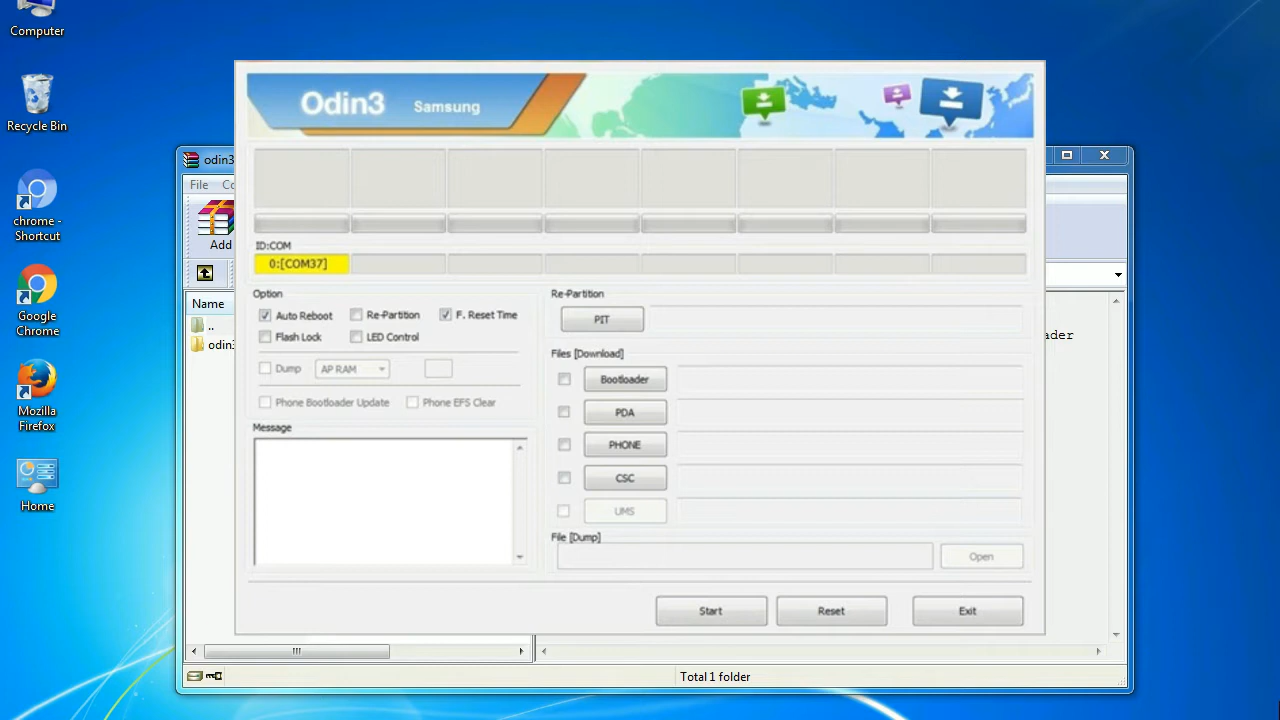 Computer
Recycle Bin
chrome -
Shortcut
Google
Chrome
Mozilla
Firefox
Home
odin3
File
Add
Name
..
odin3
Total 1 folder
Odin3 Samsung
ID:COM
0:[COM37]
Option
Auto Reboot Re-Partition F. Reset Time
Flash Lock LED Control
Dump AP RAM
Phone Bootloader Update Phone EFS Clear
Message
Re-Partition
PIT
Files [Download]
Bootloader
PDA
PHONE
CSC
UMS
File [Dump]
Open
Start Reset Exit